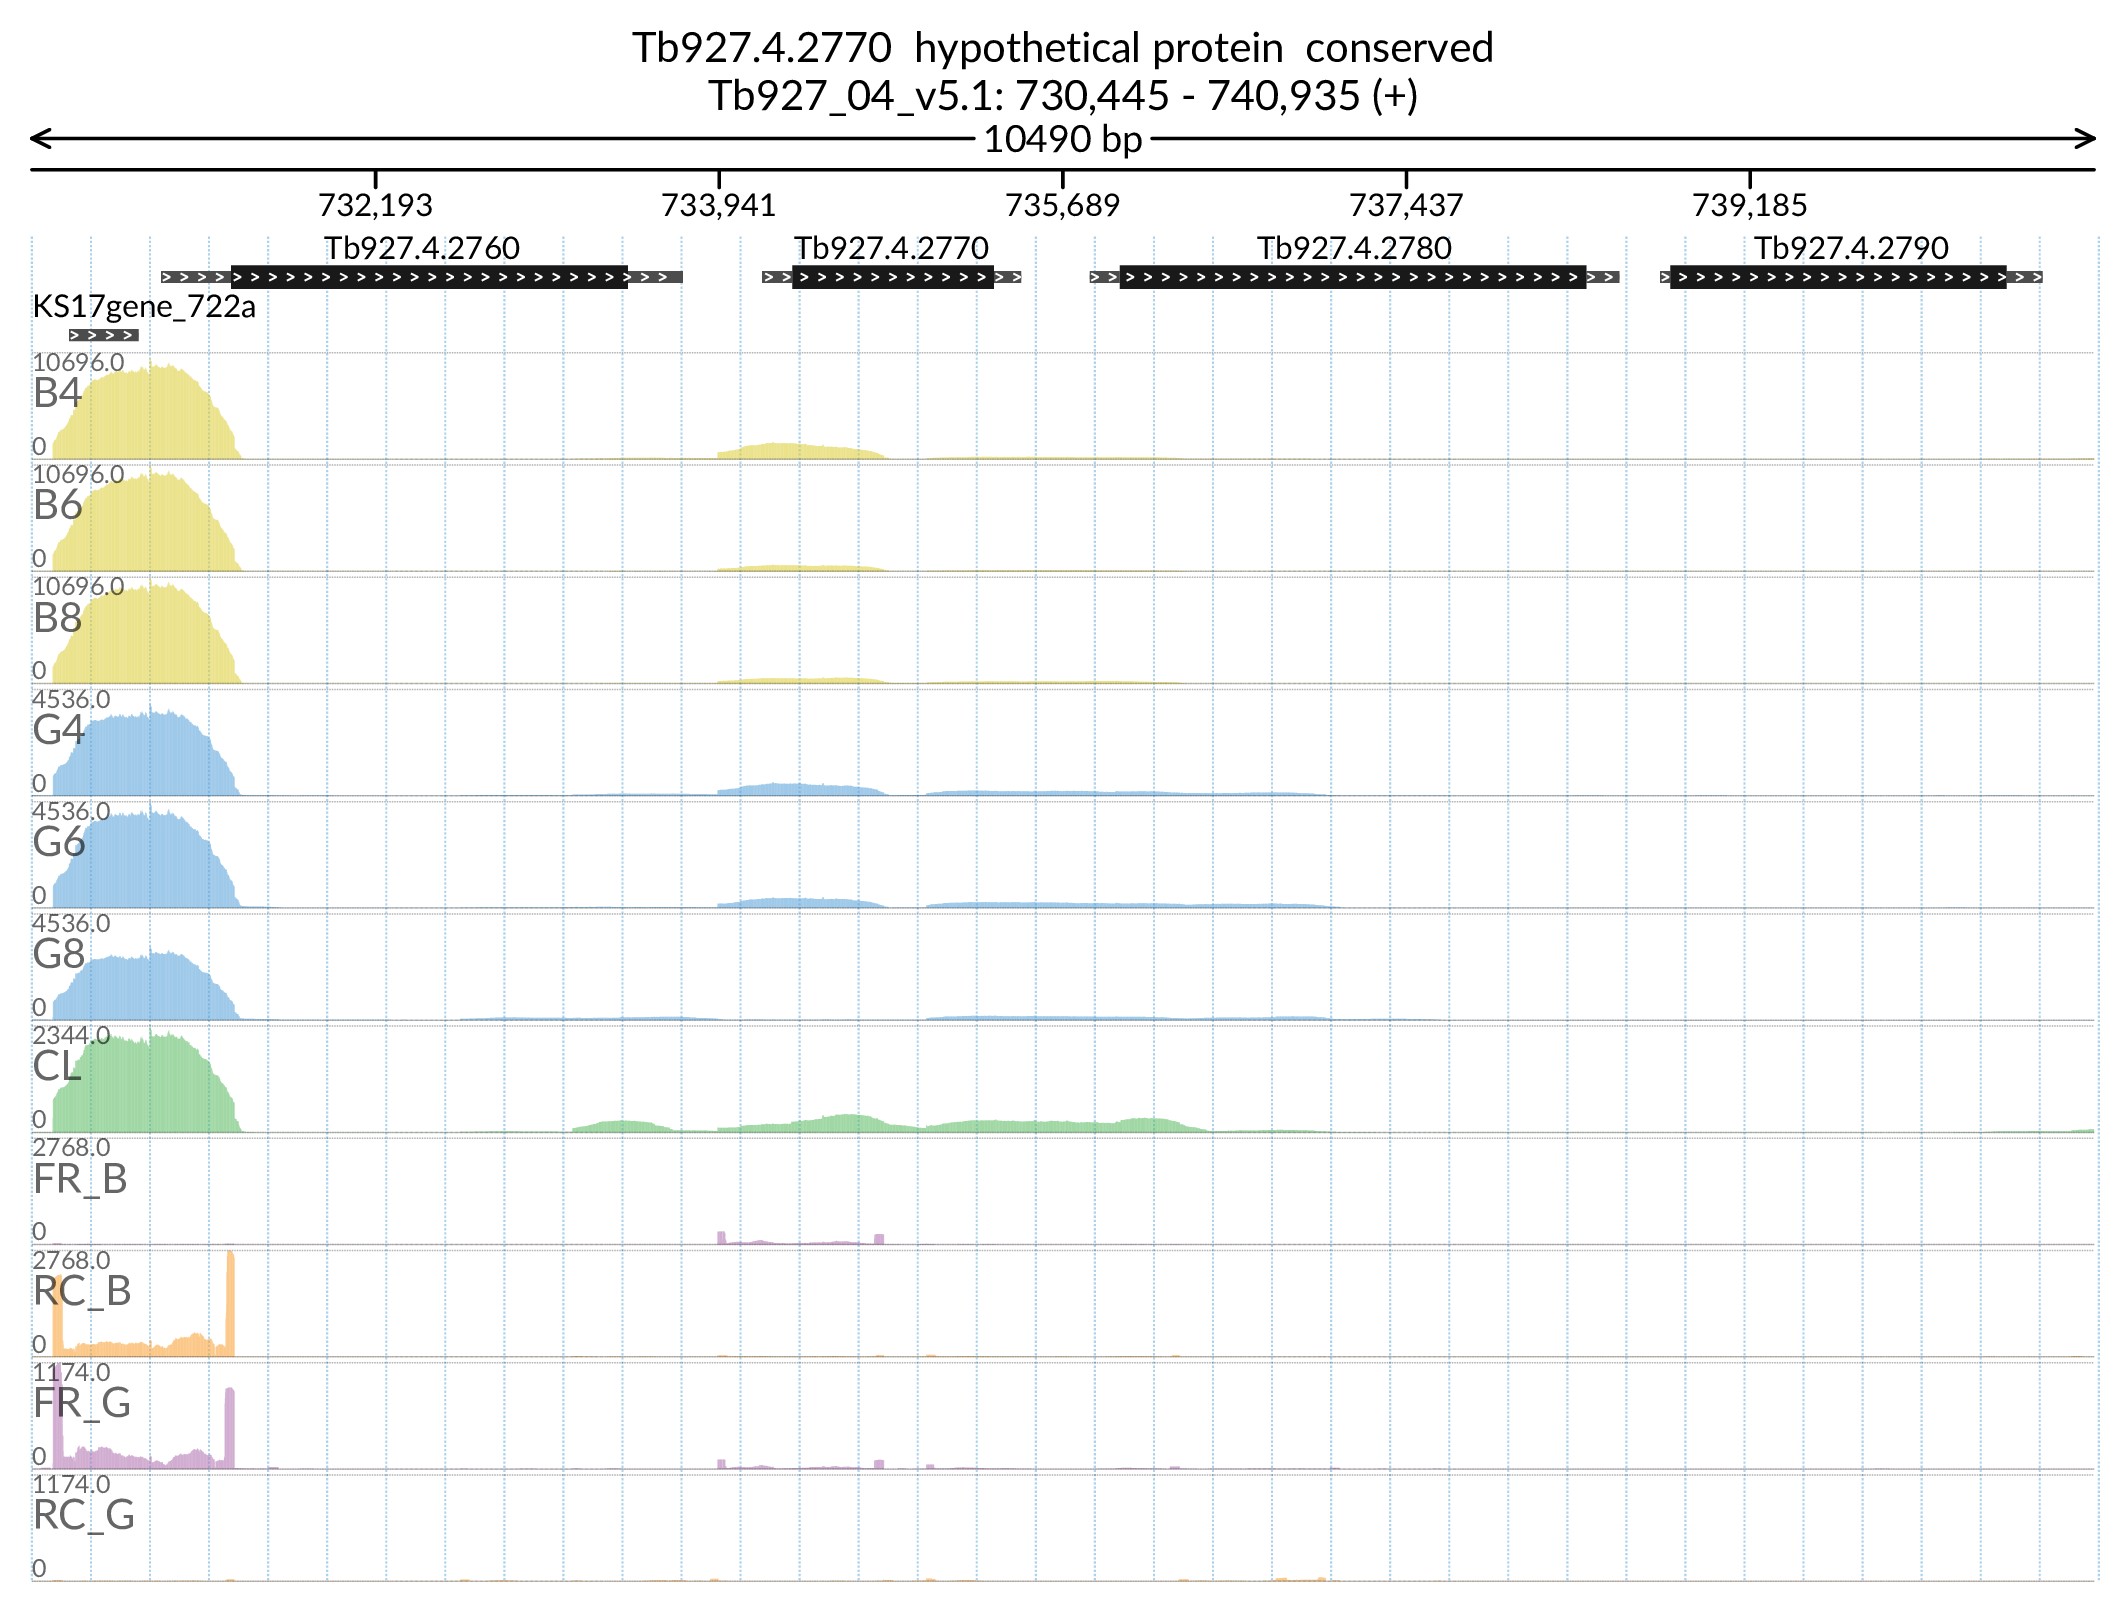 Tb927.4.2770  hypothetical protein  conserved
Tb927_04_v5.1: 730,445 - 740,935 (+)
10490 bp
732,193 733,941 735,689 737,437 739,185
Tb927.4.2760 Tb927.4.2770 Tb927.4.2780 Tb927.4.2790
KS17gene_722a
10696.0
B4
0
10696.0
B6
0
10696.0
B8
0
4536.0
G4
0
4536.0
G6
0
4536.0
G8
0
2344.0
CL
0
2768.0
FR_B
0
2768.0
RC_B
0
1174.0
FR_G
0
1174.0
RC_G
0